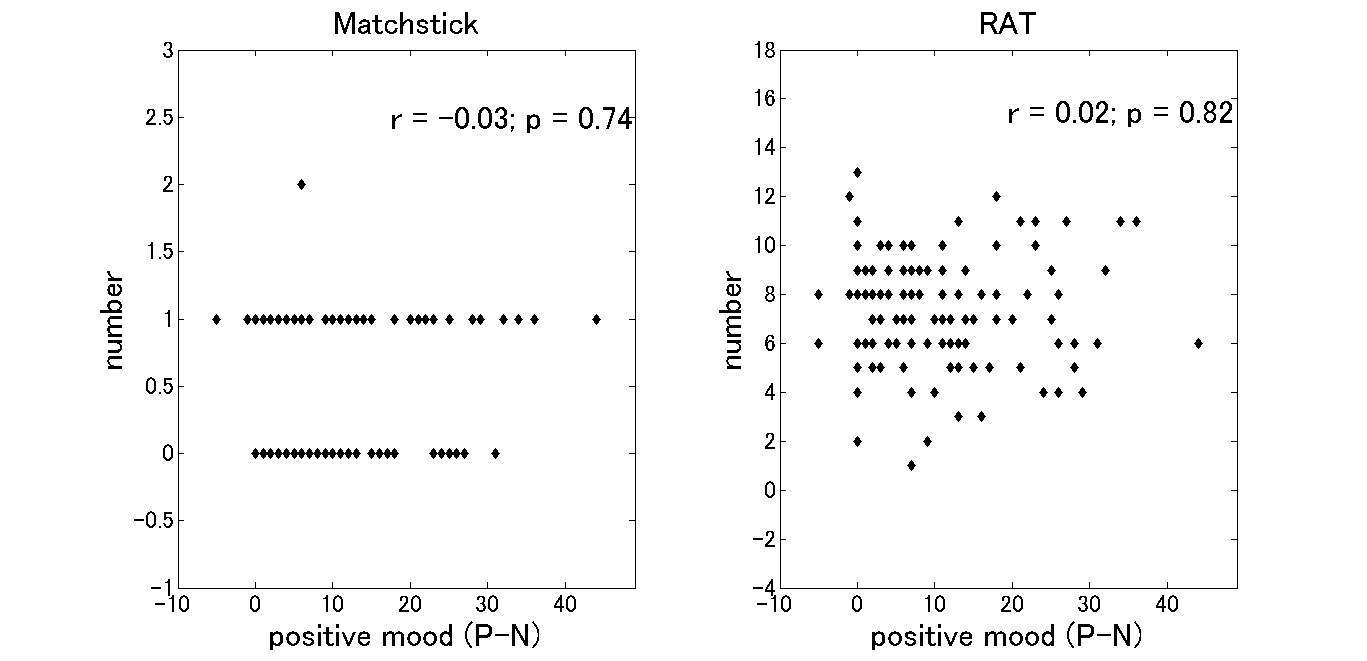 Matchstick
3
2.5
2
1.5
1
0.5
0
−0.5
−1
r = −0.03; p = 0.74
number
−10 0 10 20 30 40
positive mood (P−N)
RAT
18
16
14
12
10
8
6
4
2
0
−2
−4
r = 0.02; p = 0.82
number
−10 0 10 20 30 40
positive mood (P−N)